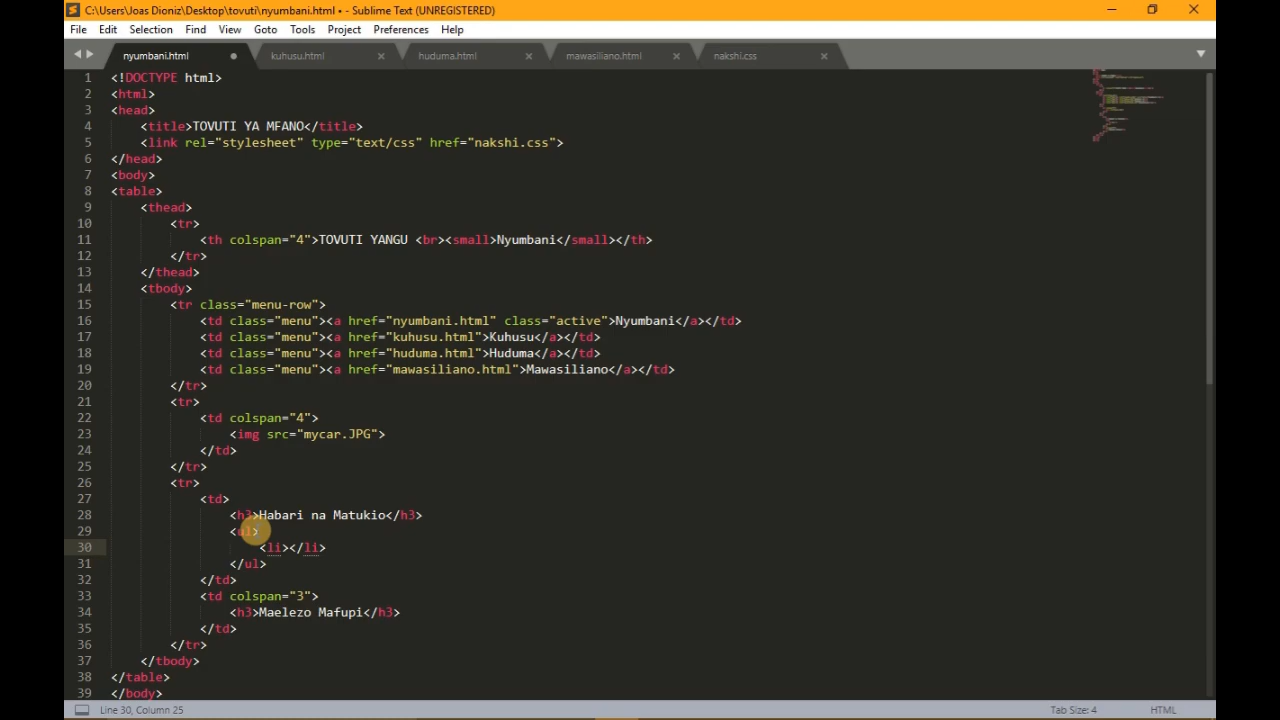 C:\Users\Joas Dioniz\Desktop\tovuti\nyumbani.html • - Sublime Text (UNREGISTERED)
File Edit Selection Find View Goto Tools Project Preferences Help
nyumbani.html kuhusu.html huduma.html mawasiliano.html nakshi.css
1 <!DOCTYPE html>
2 <html>
3 <head>
4 <title>TOVUTI YA MFANO</title>
5 <link rel="stylesheet" type="text/css" href="nakshi.css">
6 </head>
7 <body>
8 <table>
9 <thead>
10 <tr>
11 <th colspan="4">TOVUTI YANGU <br><small>Nyumbani</small></th>
12 </tr>
13 </thead>
14 <tbody>
15 <tr class="menu-row">
16 <td class="menu"><a href="nyumbani.html" class="active">Nyumbani</a></td>
17 <td class="menu"><a href="kuhusu.html">Kuhusu</a></td>
18 <td class="menu"><a href="huduma.html">Huduma</a></td>
19 <td class="menu"><a href="mawasiliano.html">Mawasiliano</a></td>
20 </tr>
21 <tr>
22 <td colspan="4">
23 <img src="mycar.JPG">
24 </td>
25 </tr>
26 <tr>
27 <td>
28 <h3>Habari na Matukio</h3>
29 <ul>
30 <li></li>
31 </ul>
32 </td>
33 <td colspan="3">
34 <h3>Maelezo Mafupi</h3>
35 </td>
36 </tr>
37 </tbody>
38 </table>
39 </body>
Line 30, Column 25 Tab Size: 4 HTML